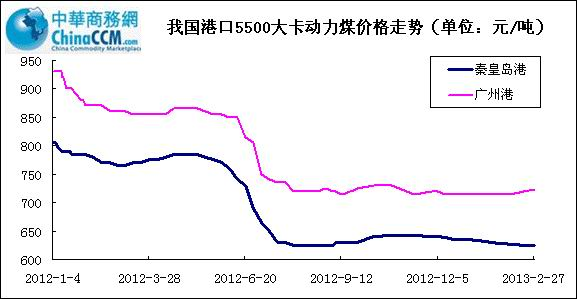 中華商務網
ChinaCCM.com
China Commodity Marketplace
我国港口5500大卡动力煤价格走势（单位：元/吨）
950
900
850
800
750
700
650
600
秦皇岛港
广州港
2012-1-4 2012-3-28 2012-6-20 2012-9-12 2012-12-5 2013-2-27